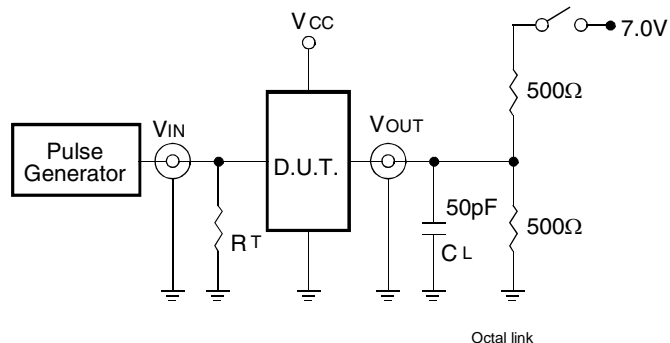 VCC
7.0V
500Ω
Pulse
Generator
VIN
D.U.T.
VOUT
50pF
CL
500Ω
RT
Octal link